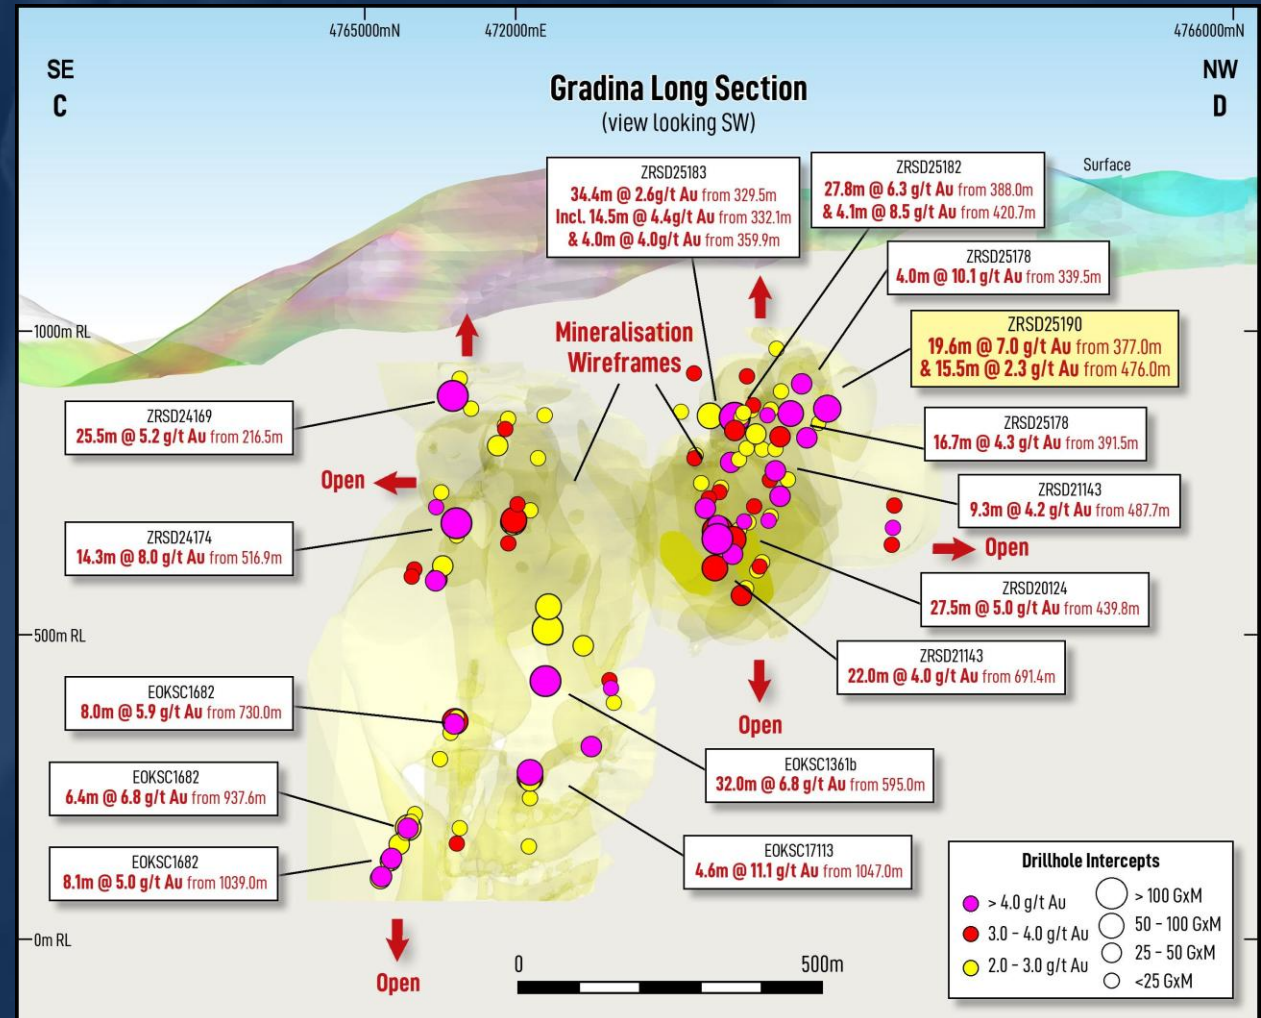 4765000mN
472000mE
4766000mN
SE
C
NW
D
Gradina Long Section
(view looking SW)
Surface
ZRSD25183
34.4m @ 2.6g/t Au from 329.5m
Incl. 14.5m @ 4.4g/t Au from 332.1m
& 4.0m @ 4.0g/t Au from 359.9m
ZRSD25182
27.8m @ 6.3 g/t Au from 388.0m
& 4.1m @ 8.5 g/t Au from 420.7m
ZRSD25178
4.0m @ 10.1 g/t Au from 339.5m
ZRSD25190
19.6m @ 7.0 g/t Au from 377.0m
& 15.5m @ 2.3 g/t Au from 476.0m
1000m RL
Mineralisation
Wireframes
ZRSD24169
25.5m @ 5.2 g/t Au from 216.5m
ZRSD25178
16.7m @ 4.3 g/t Au from 391.5m
Open
ZRSD21143
9.3m @ 4.2 g/t Au from 487.7m
ZRSD24174
14.3m @ 8.0 g/t Au from 516.9m
Open
ZRSD20124
27.5m @ 5.0 g/t Au from 439.8m
500m RL
ZRSD21143
22.0m @ 4.0 g/t Au from 691.4m
EOKSC1682
8.0m @ 5.9 g/t Au from 730.0m
Open
EOKSC1361b
32.0m @ 6.8 g/t Au from 595.0m
EOKSC1682
6.4m @ 6.8 g/t Au from 937.6m
EOKSC17113
4.6m @ 11.1 g/t Au from 1047.0m
EOKSC1682
8.1m @ 5.0 g/t Au from 1039.0m
0m RL
Open
0
500m
Drillhole Intercepts
> 4.0 g/t Au
3.0 - 4.0 g/t Au
2.0 - 3.0 g/t Au
> 100 GxM
50 - 100 GxM
25 - 50 GxM
<25 GxM